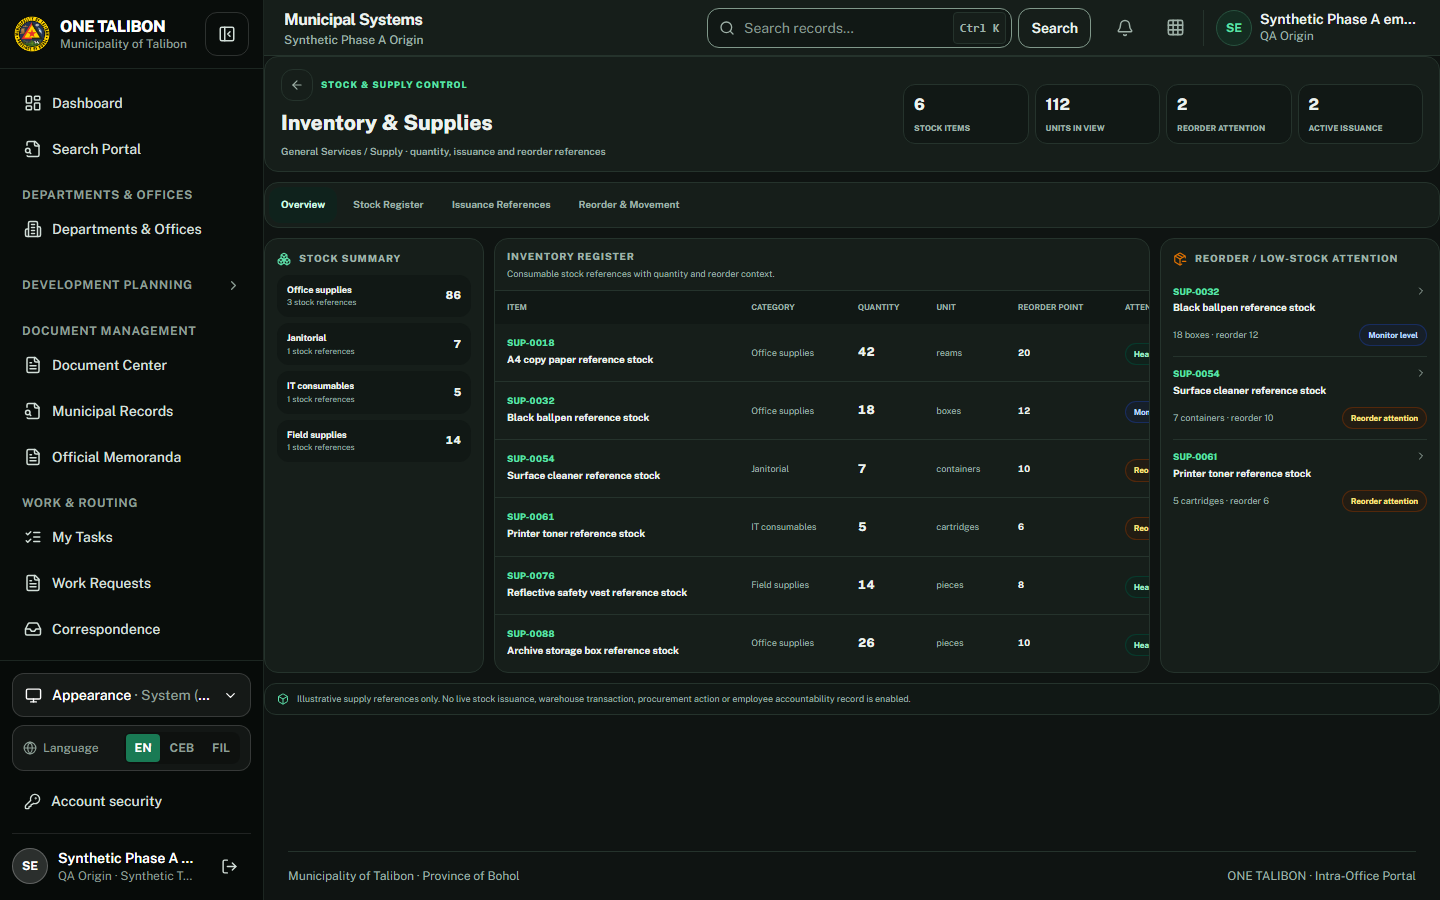 ONE TALIBON
Municipality of Talibon
Dashboard
Search Portal
DEPARTMENTS & OFFICES
Departments & Offices
DEVELOPMENT PLANNING
DOCUMENT MANAGEMENT
Document Center
Municipal Records
Official Memoranda
WORK & ROUTING
My Tasks
Work Requests
Correspondence
Appearance · System (...
Language EN CEB FIL
Account security
SE
Synthetic Phase A ...
QA Origin · Synthetic T...
Municipal Systems
Synthetic Phase A Origin
Search records... Ctrl K
Search
SE
Synthetic Phase A em...
QA Origin
STOCK & SUPPLY CONTROL
Inventory & Supplies
General Services / Supply · quantity, issuance and reorder references
6
STOCK ITEMS
112
UNITS IN VIEW
2
REORDER ATTENTION
2
ACTIVE ISSUANCE
Overview Stock Register Issuance References Reorder & Movement
STOCK SUMMARY
Office supplies
3 stock references
86
Janitorial
1 stock references
7
IT consumables
1 stock references
5
Field supplies
1 stock references
14
INVENTORY REGISTER
Consumable stock references with quantity and reorder context.
ITEM CATEGORY QUANTITY UNIT REORDER POINT ATTEN
SUP-0018
A4 copy paper reference stock
Office supplies 42 reams 20 Hea
SUP-0032
Black ballpen reference stock
Office supplies 18 boxes 12 Mon
SUP-0054
Surface cleaner reference stock
Janitorial 7 containers 10 Reo
SUP-0061
Printer toner reference stock
IT consumables 5 cartridges 6 Reo
SUP-0076
Reflective safety vest reference stock
Field supplies 14 pieces 8 Hea
SUP-0088
Archive storage box reference stock
Office supplies 26 pieces 10 Hea
REORDER / LOW-STOCK ATTENTION
SUP-0032
Black ballpen reference stock
18 boxes · reorder 12 Monitor level
SUP-0054
Surface cleaner reference stock
7 containers · reorder 10 Reorder attention
SUP-0061
Printer toner reference stock
5 cartridges · reorder 6 Reorder attention
Illustrative supply references only. No live stock issuance, warehouse transaction, procurement action or employee accountability record is enabled.
Municipality of Talibon · Province of Bohol
ONE TALIBON · Intra-Office Portal